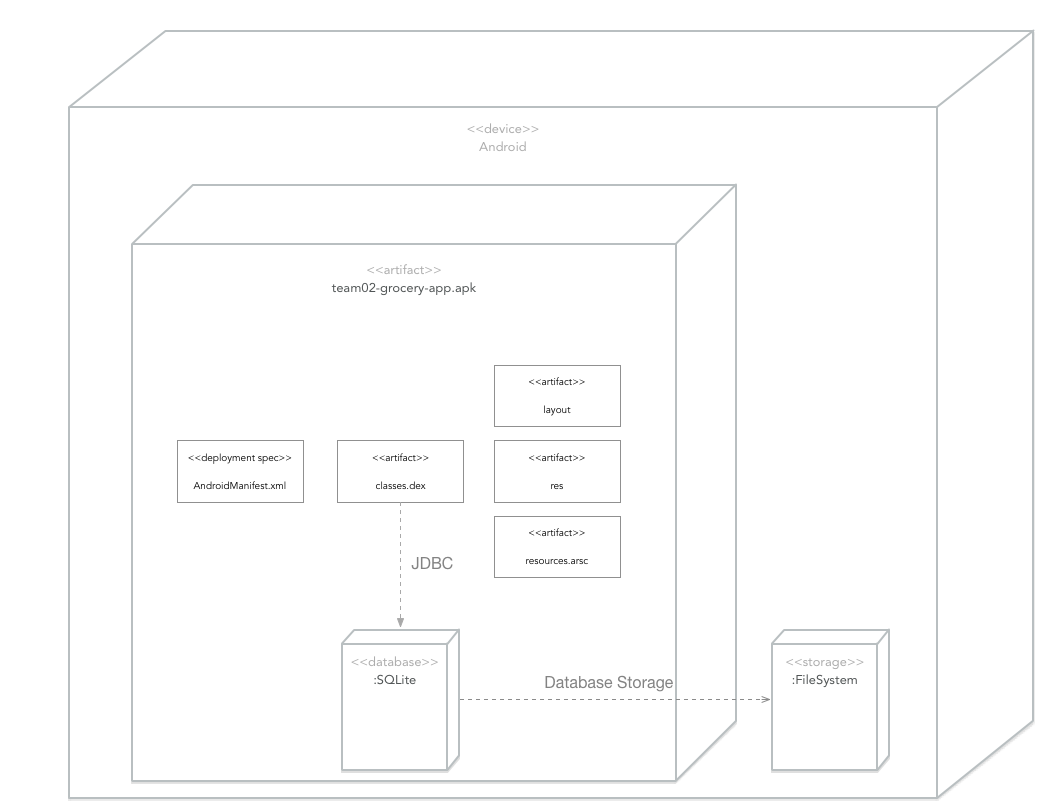 <<device>>
Android
<<artifact>>
team02-grocery-app.apk
<<artifact>>
layout
<<deployment spec>>
AndroidManifest.xml
<<artifact>>
classes.dex
<<artifact>>
res
<<artifact>>
resources.arsc
JDBC
<<database>>
:SQLite
Database Storage
<<storage>>
:FileSystem